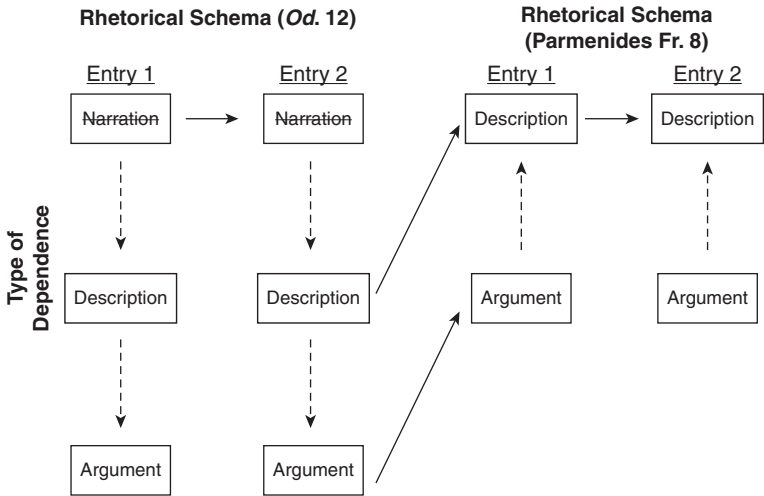 Rhetorical Schema (Od. 12)
Rhetorical Schema
(Parmenides Fr. 8)
Entry 1
Entry 2
Entry 1
Entry 2
Narration
Narration
Description
Description
Type of
Dependence
Description
Description
Argument
Argument
Argument
Argument